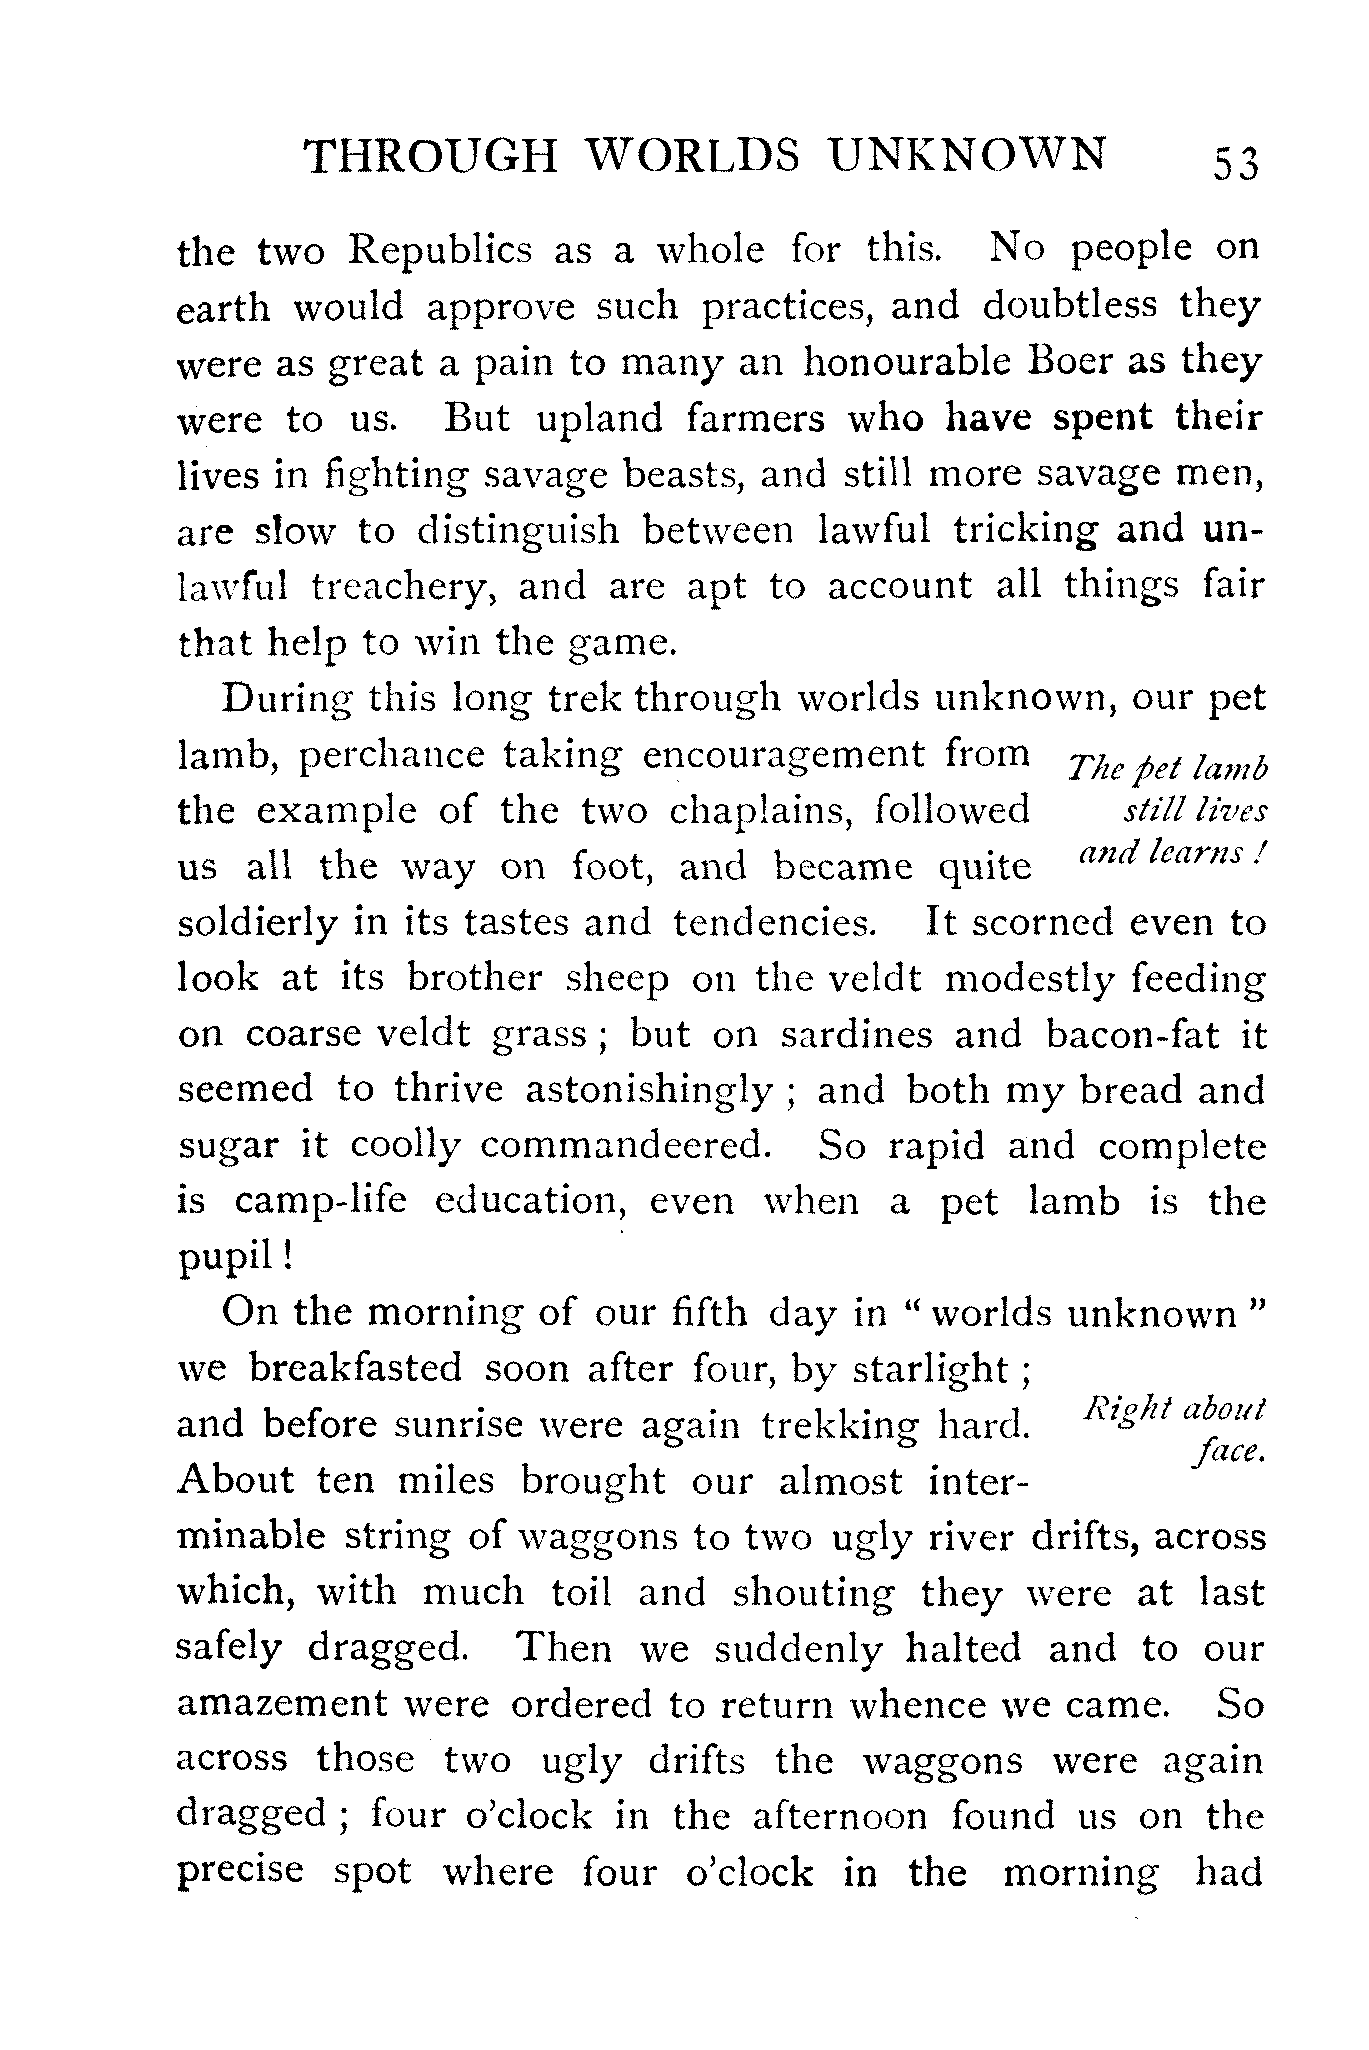 THROUGH WORLDS UNKNOWN 53
the two Republics as a whole for this. No people on
earth would approve such practices, and doubtless they
were as great a pain to many an honourable Boer as they
were to us. But upland farmers who have spent their
lives in fighting savage beasts, and still more savage men,
are slow to distinguish between lawful tricking and un-
lawful treachery, and are apt to account all things fair
that help to win the game.
During this long trek through worlds unknown, our pet
lamb, perchance taking encouragement from
the example of the two chaplains, followed
us all the way on foot, and became quite
The pet lamb
still lives
and learns !
soldierly in its tastes and tendencies. It scorned even to
look at its brother sheep on the veldt modestly feeding
on coarse veldt grass ; but on sardines and bacon-fat it
seemed to thrive astonishingly ; and both my bread and
sugar it coolly commandeered. So rapid and complete
is camp-life education, even when a pet lamb is the
pupil !
On the morning of our fifth day in “ worlds unknown ”
we breakfasted soon after four, by starlight ;
and before sunrise were again trekking hard.
About ten miles brought our almost inter-
Right about
face.
minable string of waggons to two ugly river drifts, across
which, with much toil and shouting they were at last
safely dragged. Then we suddenly halted and to our
amazement were ordered to return whence we came. So
across those two ugly drifts the waggons were again
dragged ; four o’clock in the afternoon found us on the
precise spot where four o’clock in the morning had